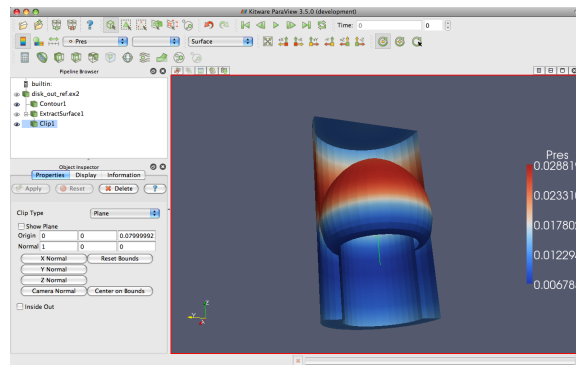 Kitware ParaView 3.5.0 (development)
Time: 0 0
Pres
Surface
Pipeline Browser
builtin:
disk_out_ref.ex2
Contour1
ExtractSurface1
Clip1
Object Inspector
Properties Display Information
Apply Reset Delete ?
Clip Type Plane
Show Plane
Origin 0 0 0.07999992
Normal 1 0 0
X Normal Reset Bounds
Y Normal
Z Normal
Camera Normal Center on Bounds
Inside Out
Pres
0.028819
0.023310
0.01780
0.01229
0.00678
Z
Y
X